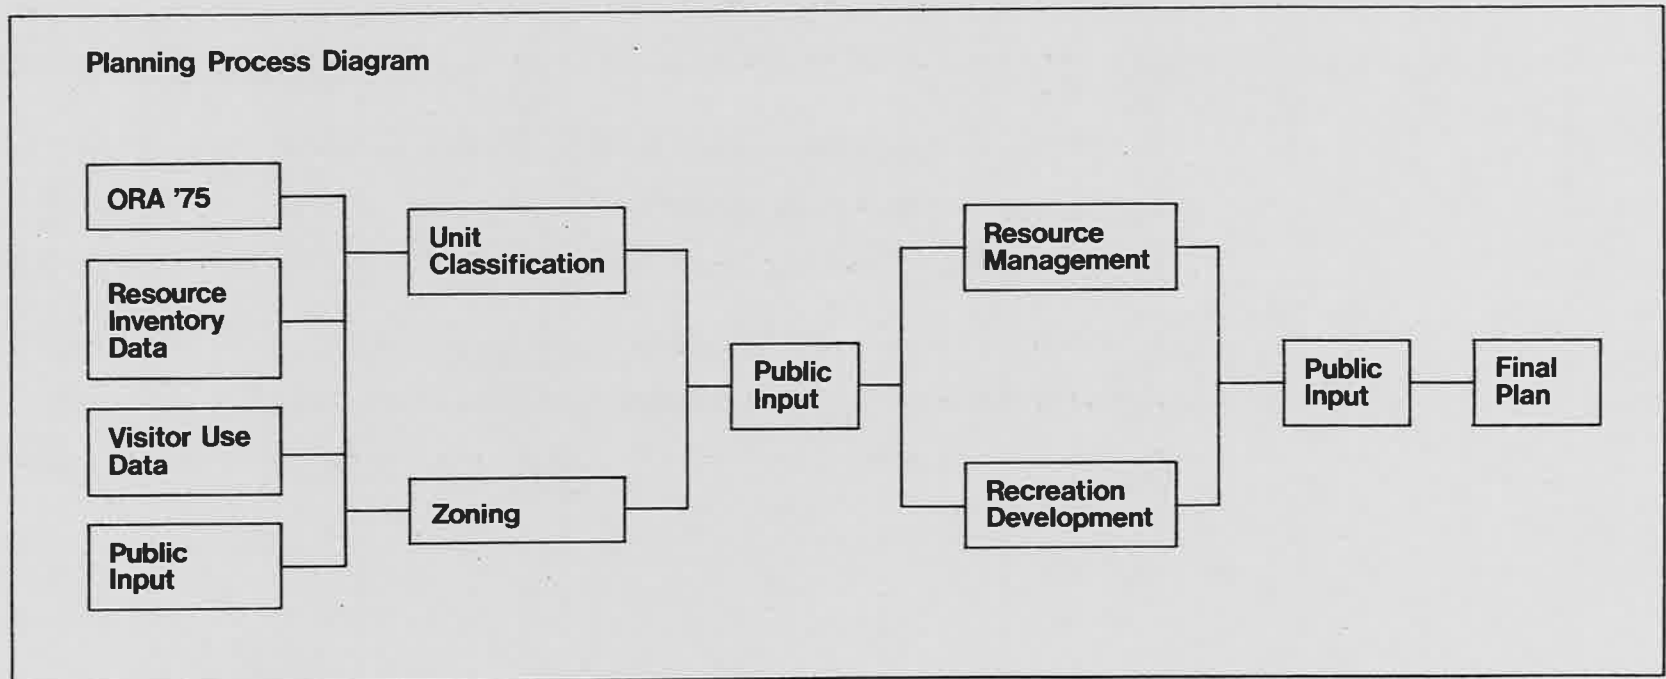 Planning Process Diagram
ORA '75
Resource
Inventory
Data
Visitor Use
Data
Public
Input
Unit
Classification
Zoning
Public
Input
Resource
Management
Recreation
Development
Public
Input
Final
Plan